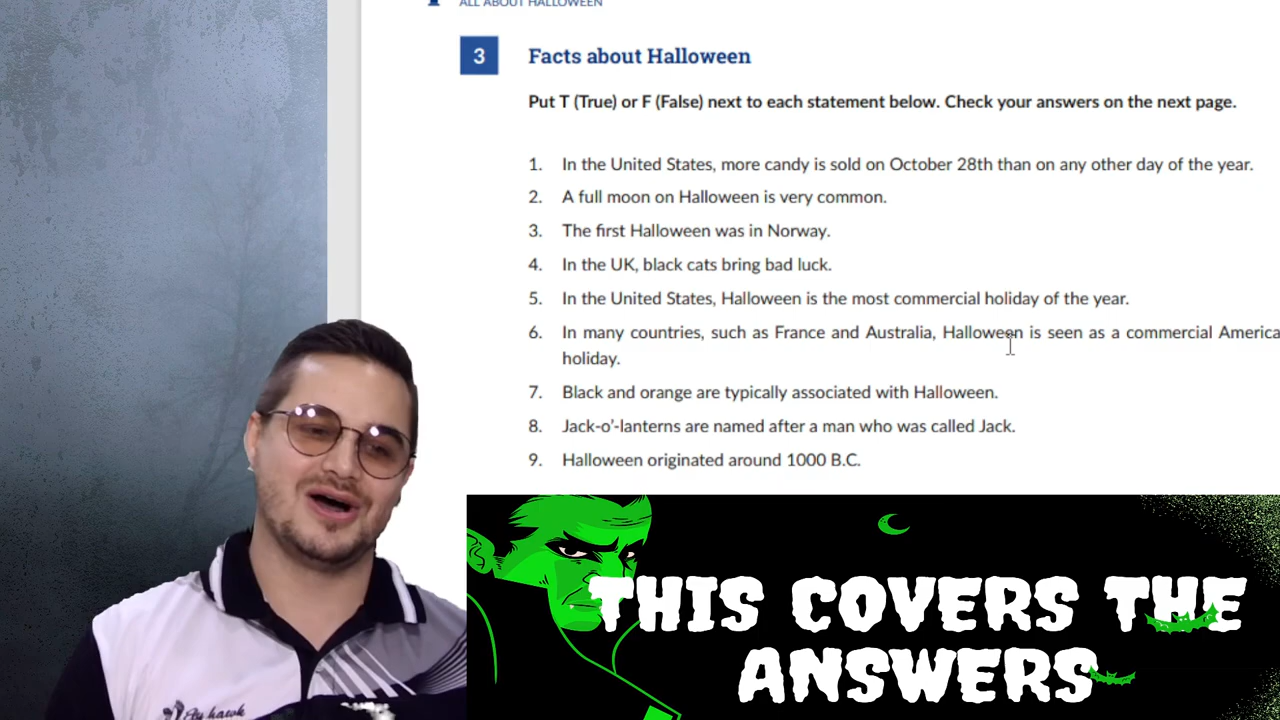 ALL ABOUT HALLOWEEN
3 Facts about Halloween
Put T (True) or F (False) next to each statement below. Check your answers on the next page.
1. In the United States, more candy is sold on October 28th than on any other day of the year.
2. A full moon on Halloween is very common.
3. The first Halloween was in Norway.
4. In the UK, black cats bring bad luck.
5. In the United States, Halloween is the most commercial holiday of the year.
6. In many countries, such as France and Australia, Halloween is seen as a commercial America
holiday.
7. Black and orange are typically associated with Halloween.
8. Jack-o'-lanterns are named after a man who was called Jack.
9. Halloween originated around 1000 B.C.
THIS COVERS THE
ANSWERS
hawk